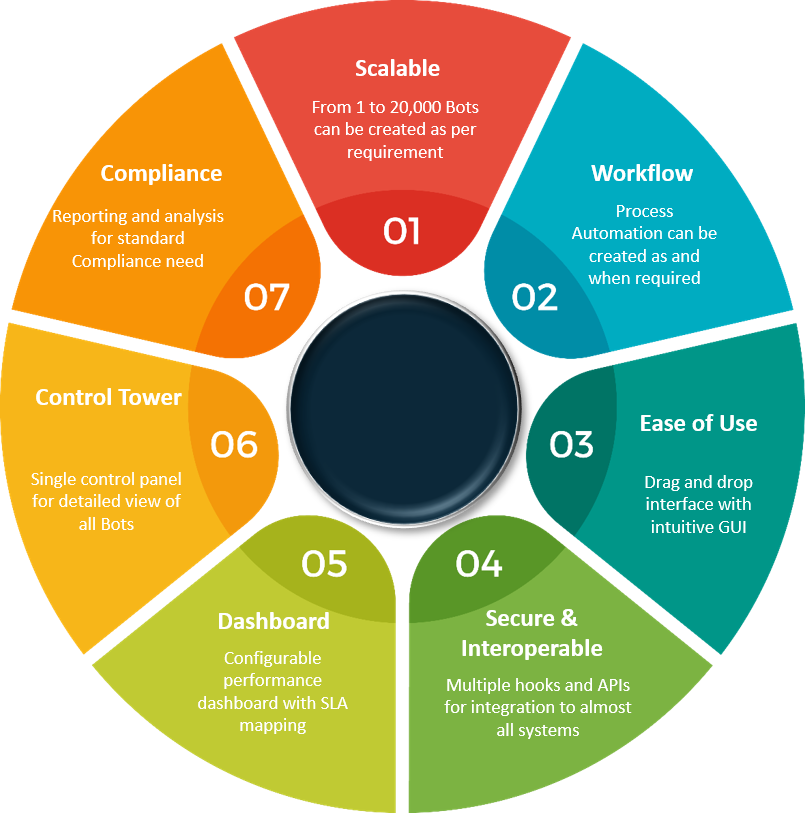 Scalable
From 1 to 20,000 Bots
can be created as per
requirement
01
Workflow
Process
Automation can be
created as and
when required
02
Ease of Use
Drag and drop
interface with
intuitive GUI
03
Secure &
Interoperable
Multiple hooks and APIs
for integration to almost
all systems
04
Dashboard
Configurable
performance
dashboard with SLA
mapping
05
Control Tower
Single control panel
for detailed view of
all Bots
06
Compliance
Reporting and analysis
for standard
Compliance need
07